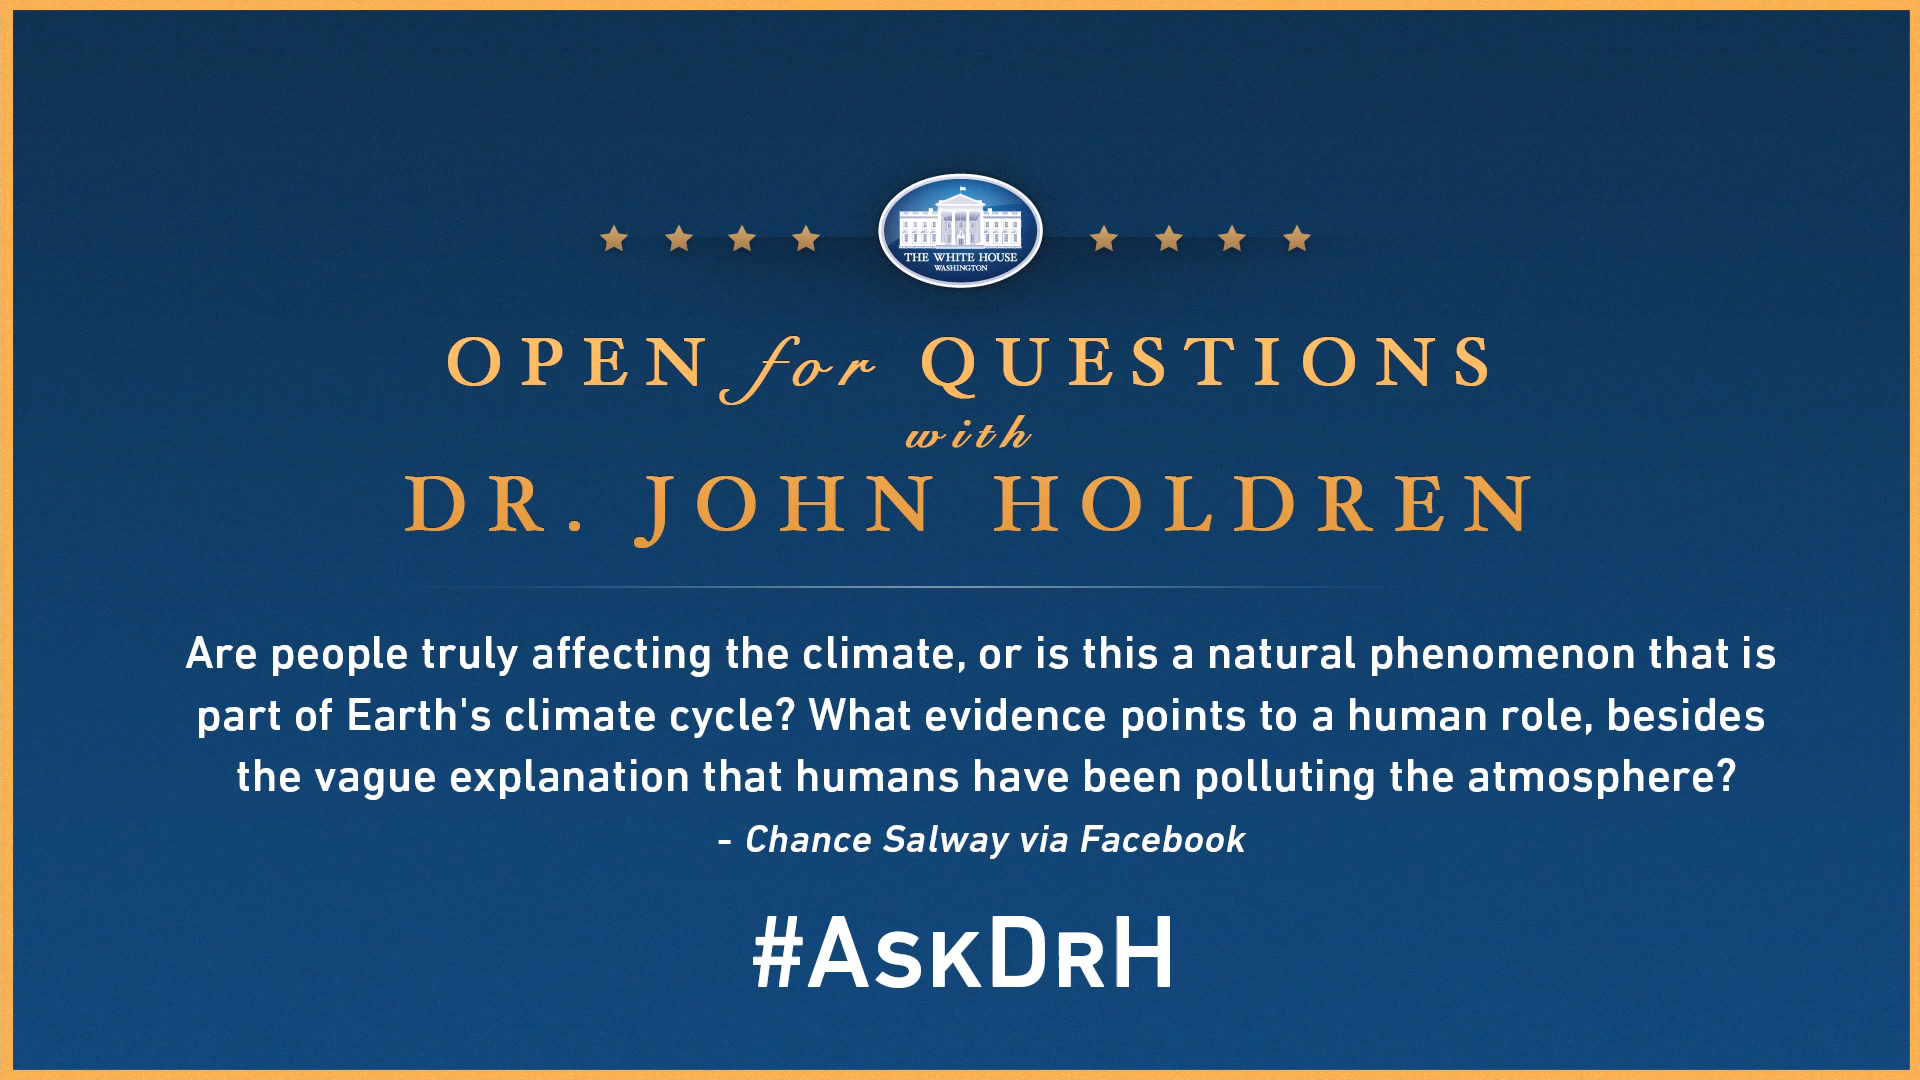 THE WHITE HOUSE
WASHINGTON
OPEN for QUESTIONS
with
DR. JOHN HOLDREN
Are people truly affecting the climate, or is this a natural phenomenon that is
part of Earth's climate cycle? What evidence points to a human role, besides
the vague explanation that humans have been polluting the atmosphere?
- Chance Salway via Facebook
#AskDrH